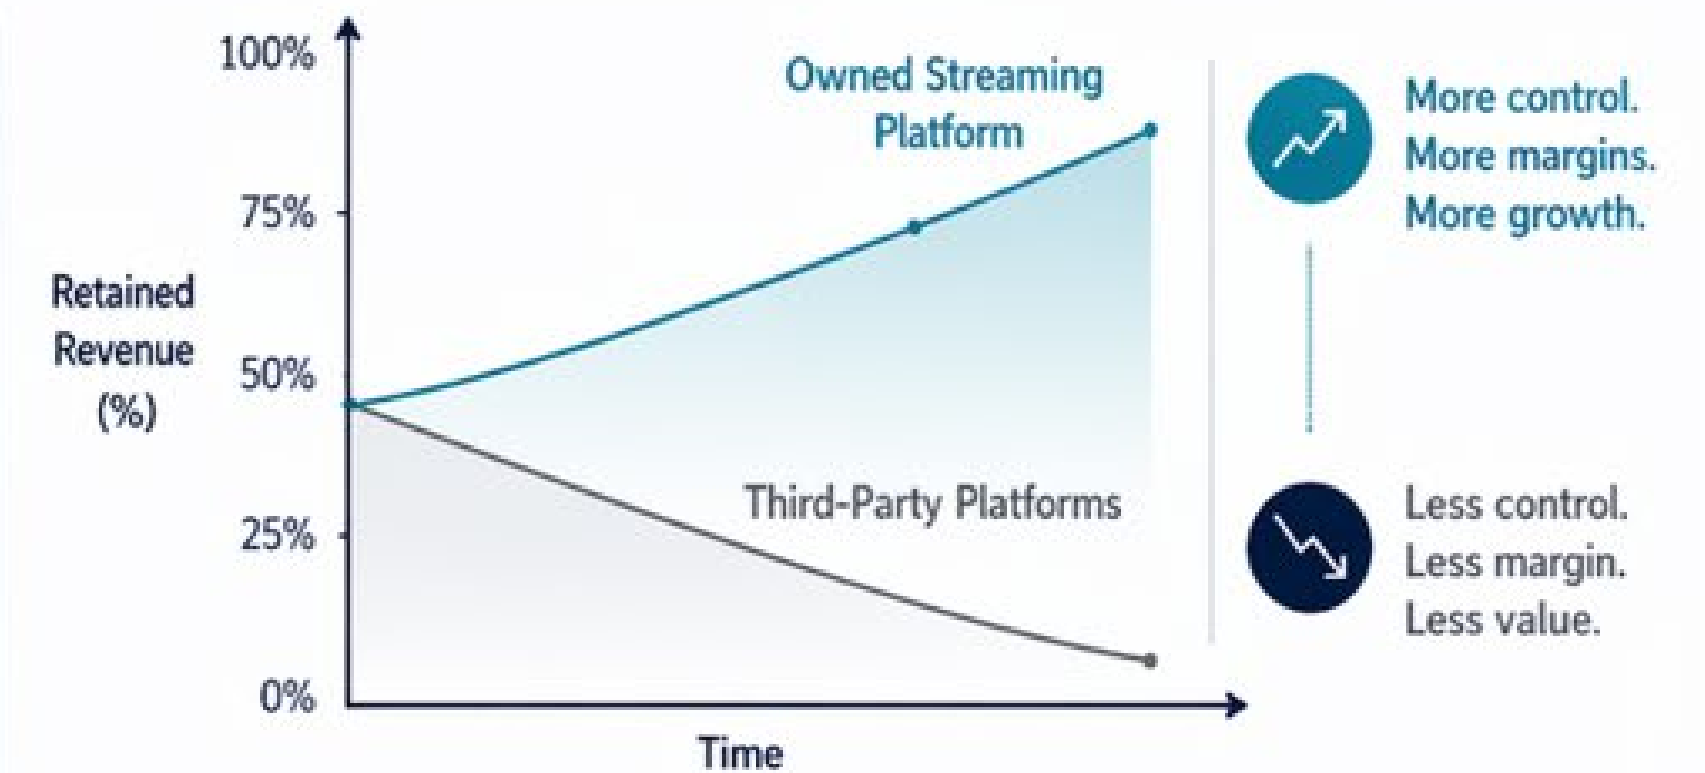 100%
75%
50%
25%
0%
Retained
Revenue
(%)
Time
Owned Streaming
Platform
Third-Party Platforms
More control.
More margins.
More growth.
Less control.
Less margin.
Less value.